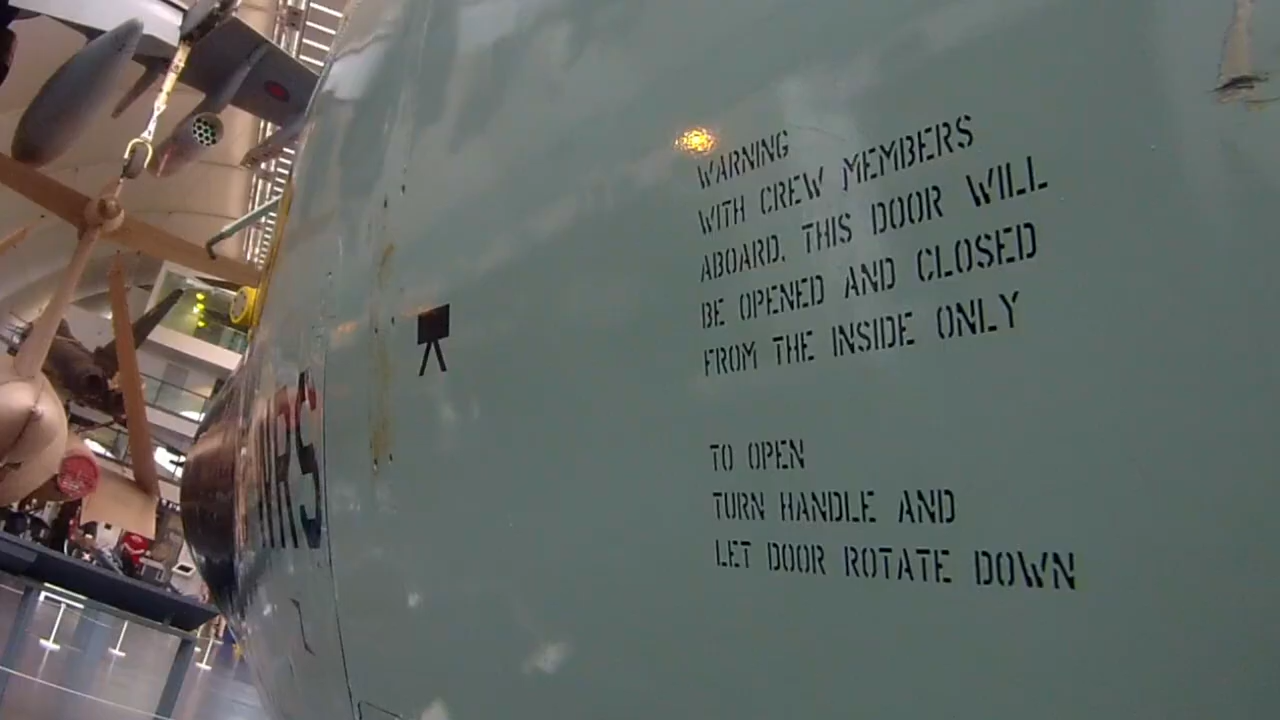 WARNING
WITH CREW MEMBERS
ABOARD. THIS DOOR WILL
BE OPENED AND CLOSED
FROM THE INSIDE ONLY
TO OPEN
TURN HANDLE AND
LET DOOR ROTATE DOWN